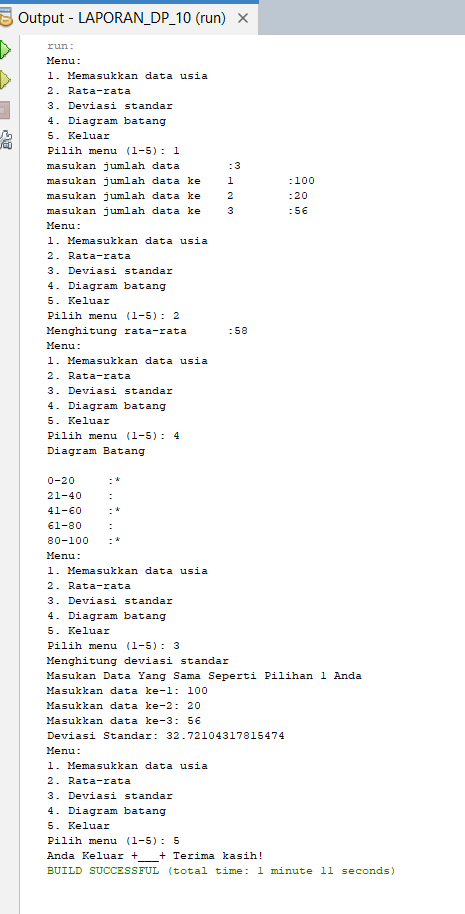 Output - LAPORAN_DP_10 (run) ×
run:
Menu:
1. Memasukkan data usia
2. Rata-rata
3. Deviasi standar
4. Diagram batang
5. Keluar
Pilih menu (1-5): 1
masukan jumlah data :3
masukan jumlah data ke 1 :100
masukan jumlah data ke 2 :20
masukan jumlah data ke 3 :56
Menu:
1. Memasukkan data usia
2. Rata-rata
3. Deviasi standar
4. Diagram batang
5. Keluar
Pilih menu (1-5): 2
Menghitung rata-rata :58
Menu:
1. Memasukkan data usia
2. Rata-rata
3. Deviasi standar
4. Diagram batang
5. Keluar
Pilih menu (1-5): 4
Diagram Batang
0-20 :*
21-40 :
41-60 :*
61-80 :
80-100 :*
Menu:
1. Memasukkan data usia
2. Rata-rata
3. Deviasi standar
4. Diagram batang
5. Keluar
Pilih menu (1-5): 3
Menghitung deviasi standar
Masukan Data Yang Sama Seperti Pilihan 1 Anda
Masukkan data ke-1: 100
Masukkan data ke-2: 20
Masukkan data ke-3: 56
Deviasi Standar: 32.72104317815474
Menu:
1. Memasukkan data usia
2. Rata-rata
3. Deviasi standar
4. Diagram batang
5. Keluar
Pilih menu (1-5): 5
Anda Keluar +___+ Terima kasih!
BUILD SUCCESSFUL (total time: 1 minute 11 seconds)